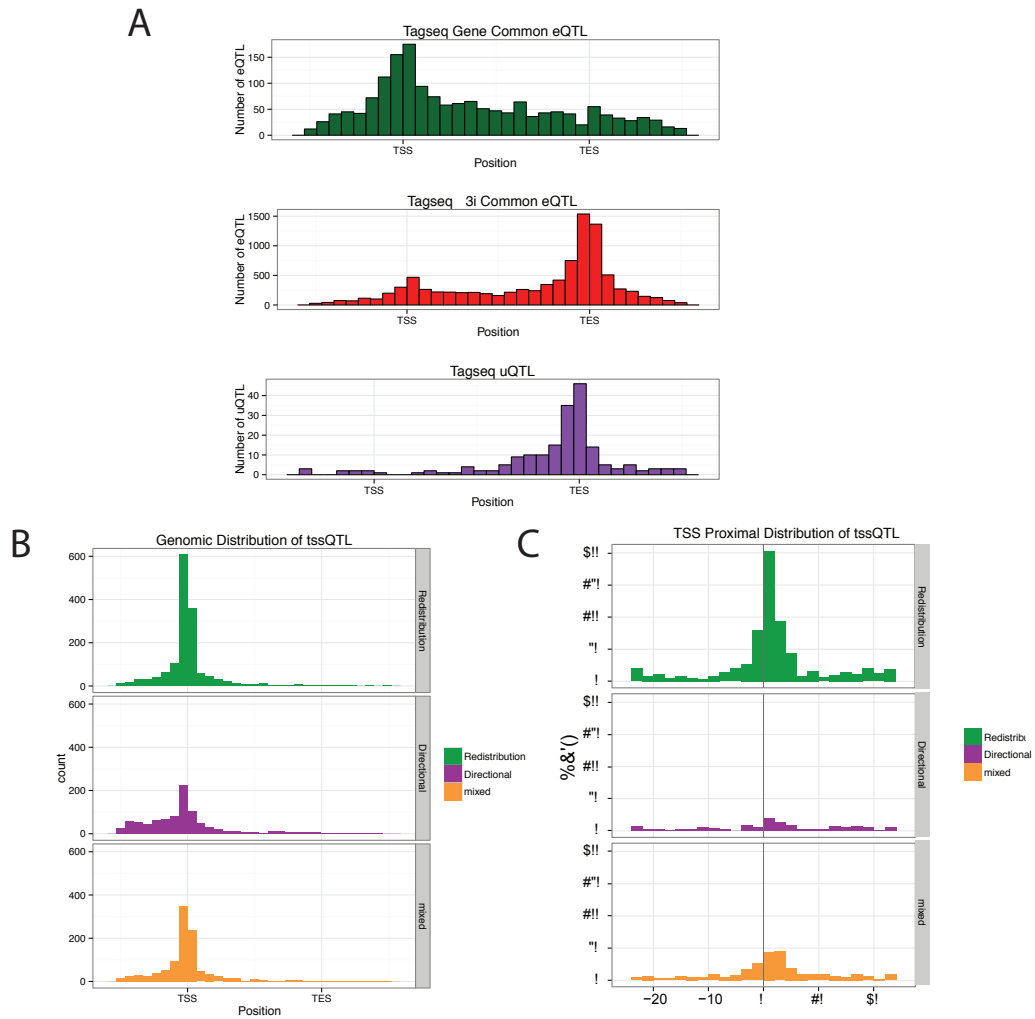 A
Tagseq Gene Common eQTL
Number of eQTL
150
100
50
0
TSS
TES
Position
Tagseq 3i Common eQTL
Number of eQTL
1500
1000
500
0
TSS
TES
Position
Tagseq uQTL
Number of uQTL
40
30
20
10
0
TSS
TES
Position
B
Genomic Distribution of tssQTL
count
600
400
200
0
Redistribution
600
400
200
0
Directional
600
400
200
0
mixed
TSS
TES
Position
Redistribution
Directional
mixed
C
TSS Proximal Distribution of tssQTL
%&'()
$!!
#"!
#!!
"!
!
Redistribution
$!!
#"!
#!!
"!
!
Directional
$!!
#"!
#!!
"!
!
mixed
−20
−10
!
#!
$!
Redistribu
Directional
mixed